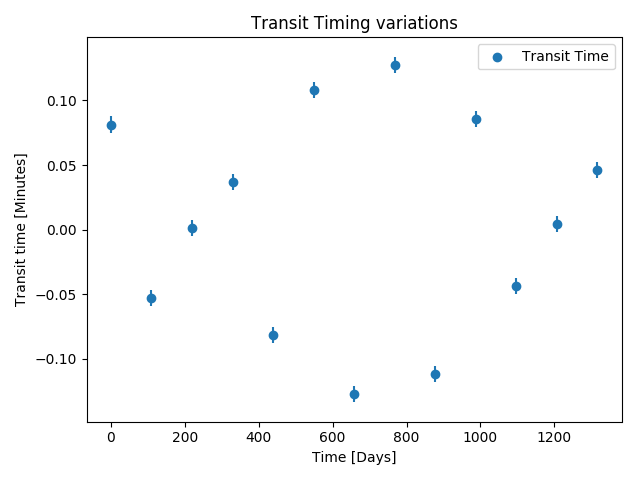 Transit Timing variations
Transit Time
Transit time [Minutes]
0.10
0.05
0.00
−0.05
−0.10
0 200 400 600 800 1000 1200
Time [Days]